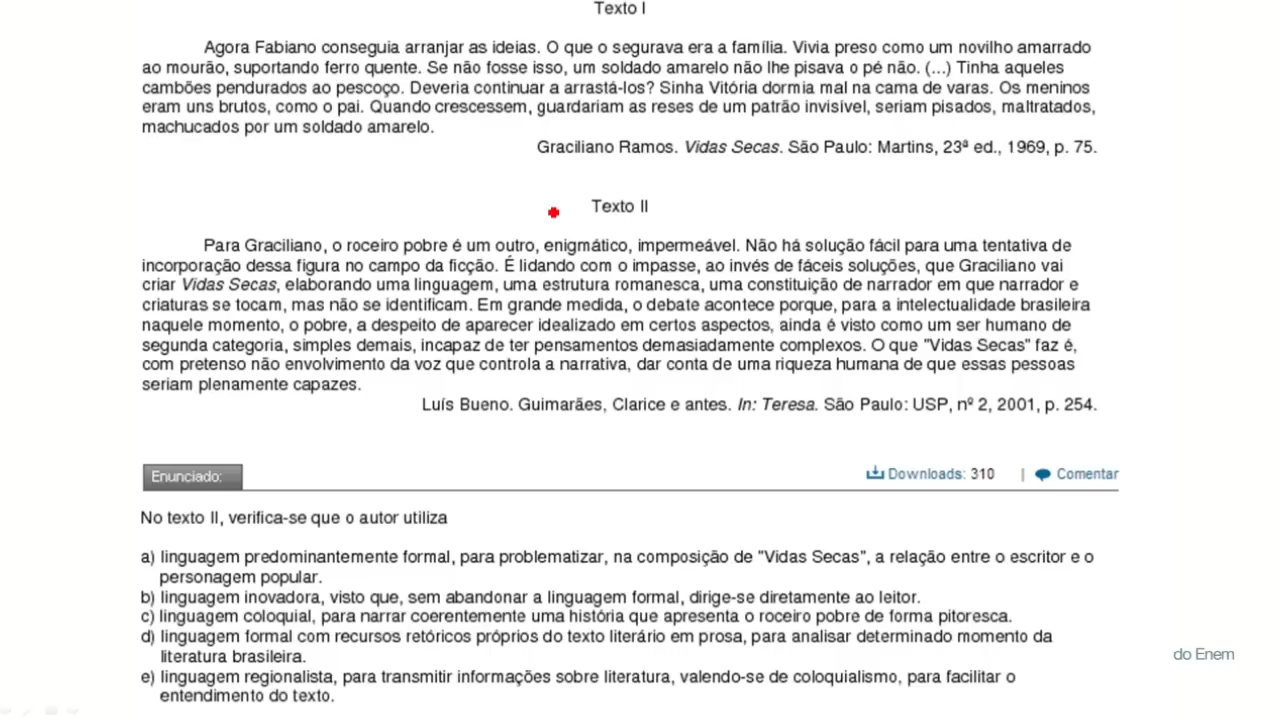 Texto I
Agora Fabiano conseguia arranjar as ideias. O que o segurava era a família. Vivia preso como um novilho amarrado
ao mourão, suportando ferro quente. Se não fosse isso, um soldado amarelo não lhe pisava o pé não. (...) Tinha aqueles
cambões pendurados ao pescoço. Deveria continuar a arrastá-los? Sinha Vitória dormia mal na cama de varas. Os meninos
eram uns brutos, como o pai. Quando crescessem, guardariam as reses de um patrão invisível, seriam pisados, maltratados,
machucados por um soldado amarelo.
Graciliano Ramos. Vidas Secas. São Paulo: Martins, 23ª ed., 1969, p. 75.
Texto II
Para Graciliano, o roceiro pobre é um outro, enigmático, impermeável. Não há solução fácil para uma tentativa de
incorporação dessa figura no campo da ficção. É lidando com o impasse, ao invés de fáceis soluções, que Graciliano vai
criar Vidas Secas, elaborando uma linguagem, uma estrutura romanesca, uma constituição de narrador em que narrador e
criaturas se tocam, mas não se identificam. Em grande medida, o debate acontece porque, para a intelectualidade brasileira
naquele momento, o pobre, a despeito de aparecer idealizado em certos aspectos, ainda é visto como um ser humano de
segunda categoria, simples demais, incapaz de ter pensamentos demasiadamente complexos. O que "Vidas Secas" faz é,
com pretenso não envolvimento da voz que controla a narrativa, dar conta de uma riqueza humana de que essas pessoas
seriam plenamente capazes.
Luís Bueno. Guimarães, Clarice e antes. In: Teresa. São Paulo: USP, nº 2, 2001, p. 254.
Enunciado:
Downloads: 310 | Comentar
No texto II, verifica-se que o autor utiliza
a) linguagem predominantemente formal, para problematizar, na composição de "Vidas Secas", a relação entre o escritor e o
personagem popular.
b) linguagem inovadora, visto que, sem abandonar a linguagem formal, dirige-se diretamente ao leitor.
c) linguagem coloquial, para narrar coerentemente uma história que apresenta o roceiro pobre de forma pitoresca.
d) linguagem formal com recursos retóricos próprios do texto literário em prosa, para analisar determinado momento da
literatura brasileira.
e) linguagem regionalista, para transmitir informações sobre literatura, valendo-se de coloquialismo, para facilitar o
entendimento do texto.
do Enem